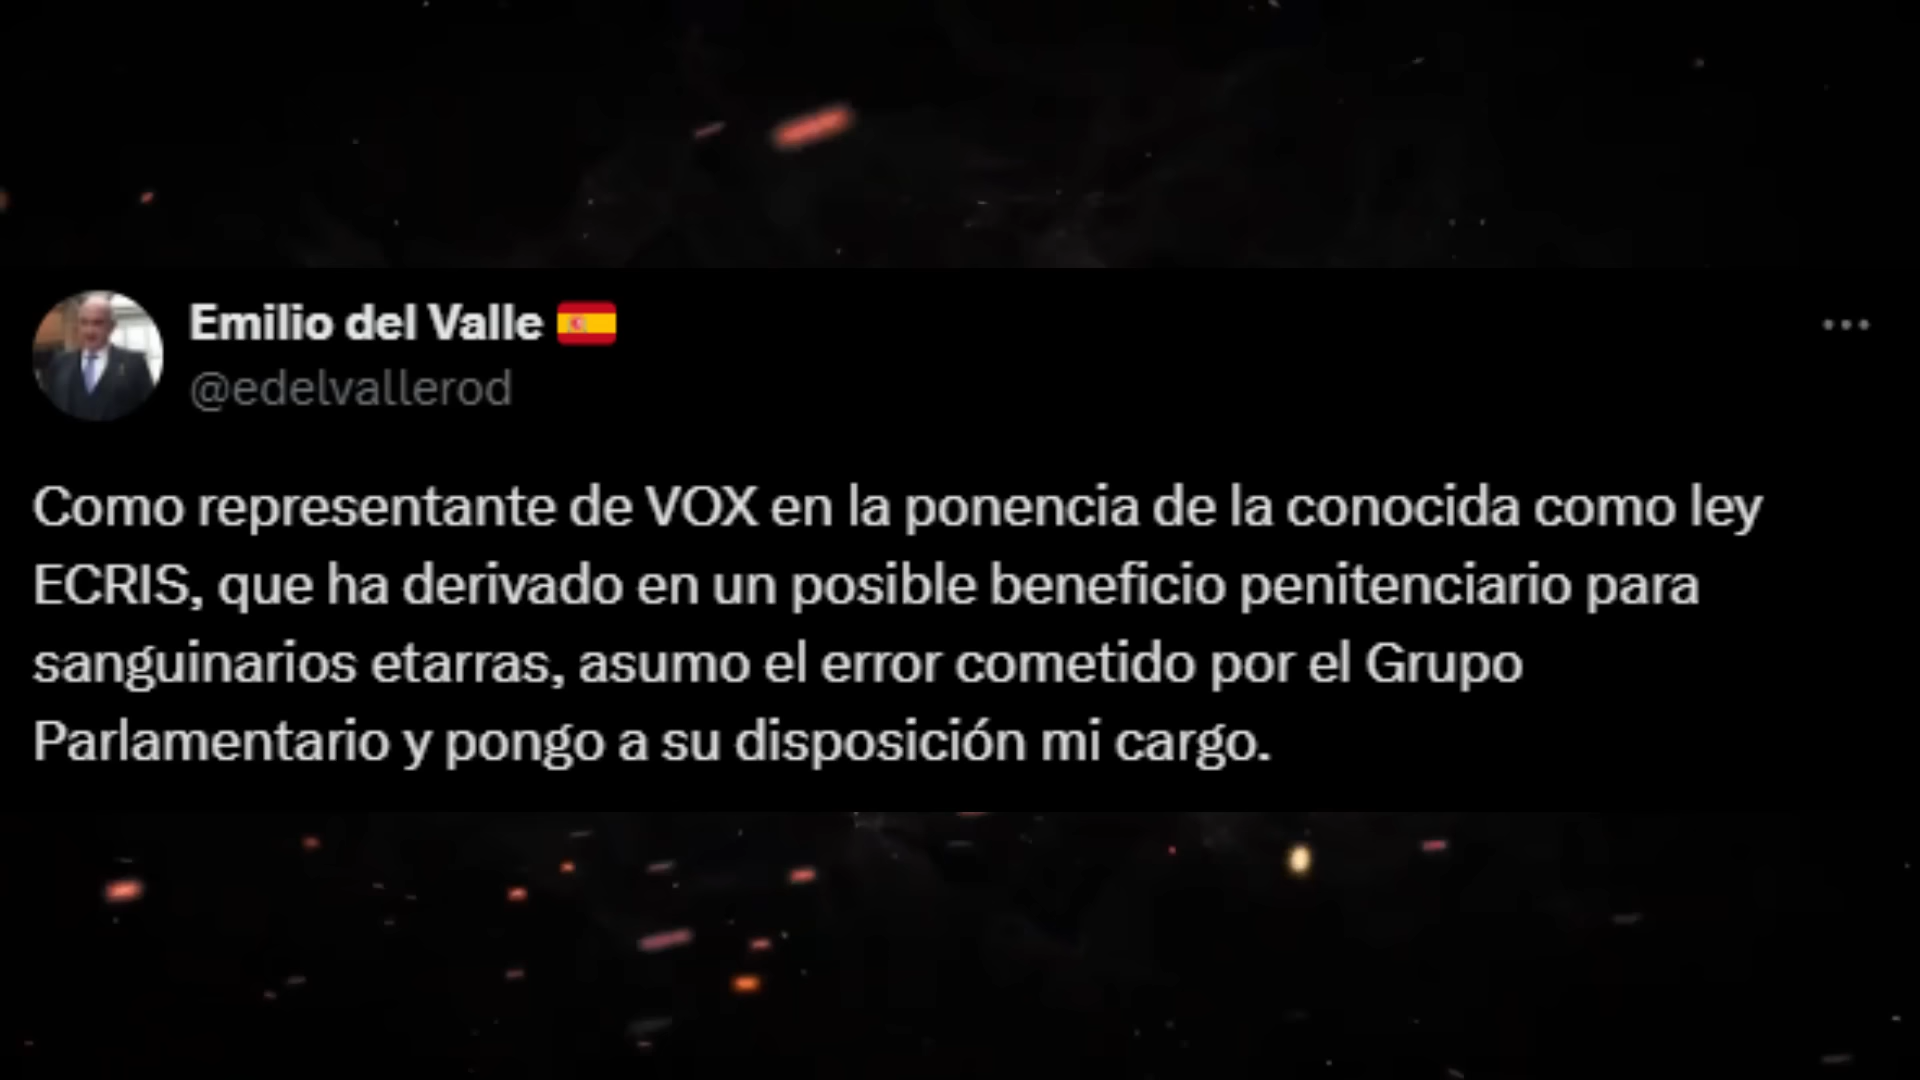 Emilio del Valle 🇪🇸
@edelvallerod
Como representante de VOX en la ponencia de la conocida como ley
ECRIS, que ha derivado en un posible beneficio penitenciario para
sanguinarios etarras, asumo el error cometido por el Grupo
Parlamentario y pongo a su disposición mi cargo.